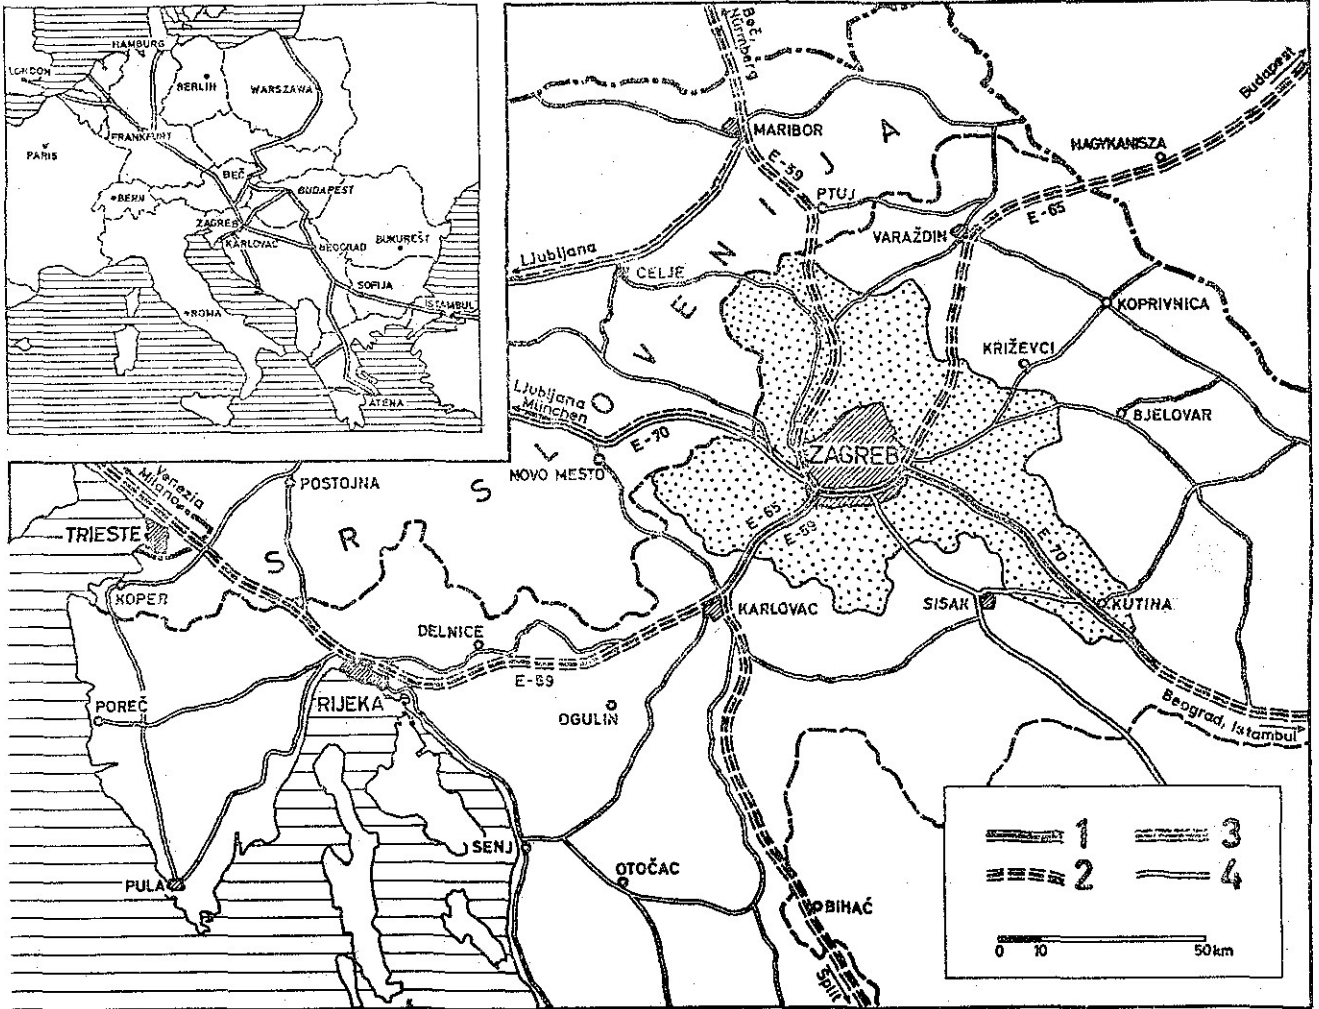 HAMBURG
LONDON
BERLIN
WARSZAWA
FRANKFURT
PARIS
BEČ
BERN
BUDAPEST
ZAGREB
KARLOVAC
BEOGRAD
BUKUREŠT
SOFIJA
ISTAMBUL
ROMA
ATENA
Beč,
Nürnberg
Budapest
MARIBOR
NAGYKANISZA
E-59
PTUJ
E-65
VARAŽDIN
Ljubljana
CELJE
KOPRIVNICA
KRIŽEVCI
Ljubljana
München
BJELOVAR
E-70
ZAGREB
NOVO MESTO
SR SLOVENIJA
Venezia
Milano
POSTOJNA
TRIESTE
E-65
E-59
E-70
KOPER
KARLOVAC
SISAK
KUTINA
DELNICE
E-69
RIJEKA
POREČ
OGULIN
Beograd, Istambul
SENJ
OTOČAC
PULA
BIHAĆ
Split
1
3
2
4
0 10 50km